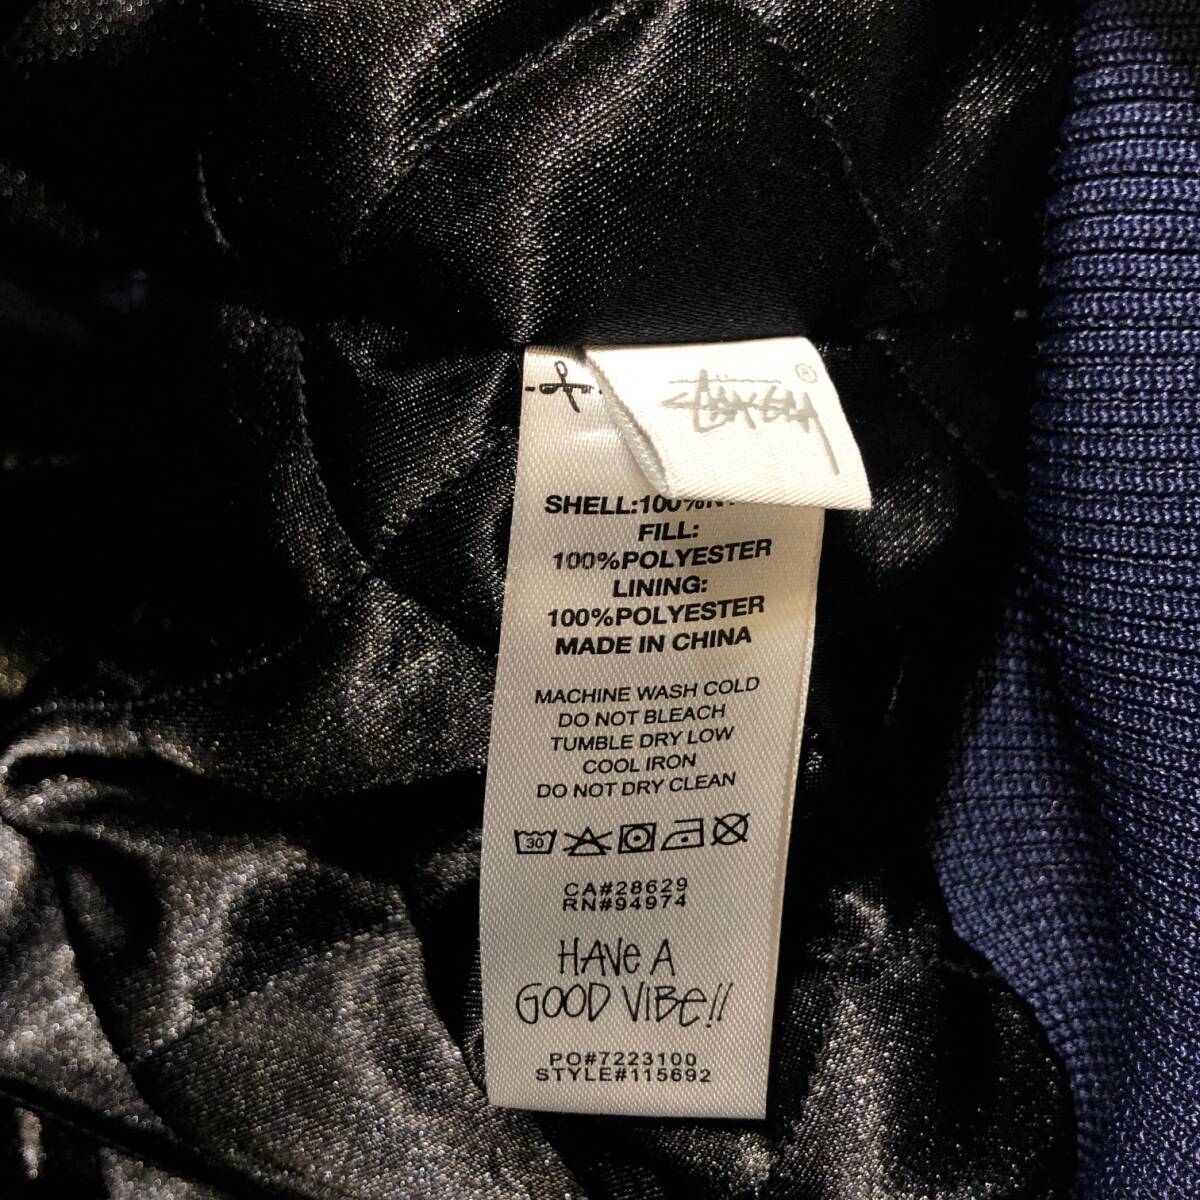 Stüssy ®
SHELL:100%
FILL:
100%POLYESTER
LINING:
100%POLYESTER
MADE IN CHINA
MACHINE WASH COLD
DO NOT BLEACH
TUMBLE DRY LOW
COOL IRON
DO NOT DRY CLEAN
30
CA#28629
RN#94974
HAVE A
GOOD VIBE!!
PO#7223100
STYLE#115692